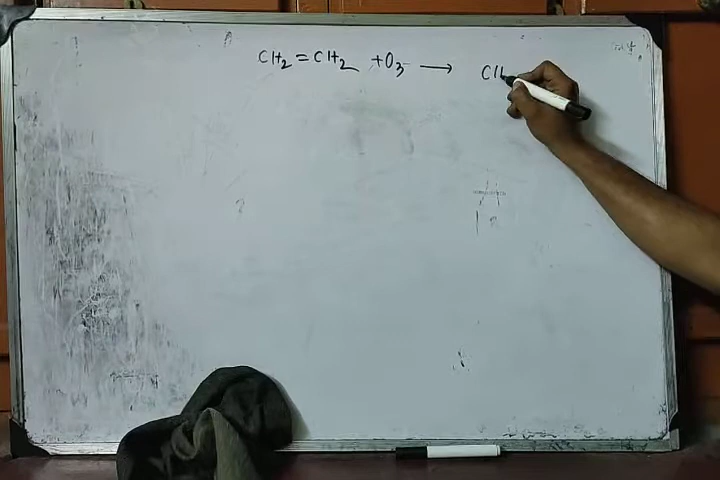 CH2 = CH2 + O3 → CH